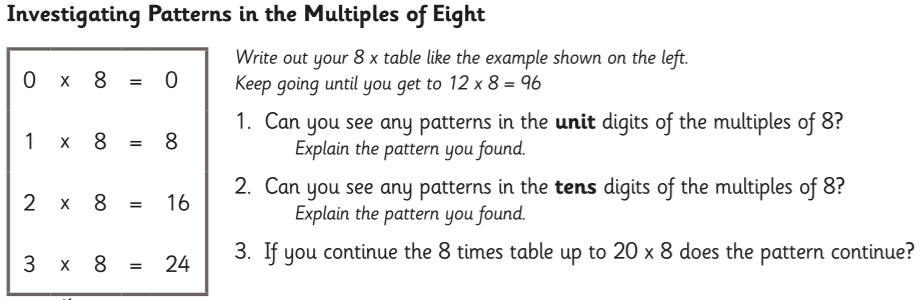 Investigating Patterns in the Multiples of Eight
0 x 8 = 0
1 x 8 = 8
2 x 8 = 16
3 x 8 = 24
Write out your 8 x table like the example shown on the left.
Keep going until you get to 12 x 8 = 96
1. Can you see any patterns in the unit digits of the multiples of 8?
Explain the pattern you found.
2. Can you see any patterns in the tens digits of the multiples of 8?
Explain the pattern you found.
3. If you continue the 8 times table up to 20 x 8 does the pattern continue?